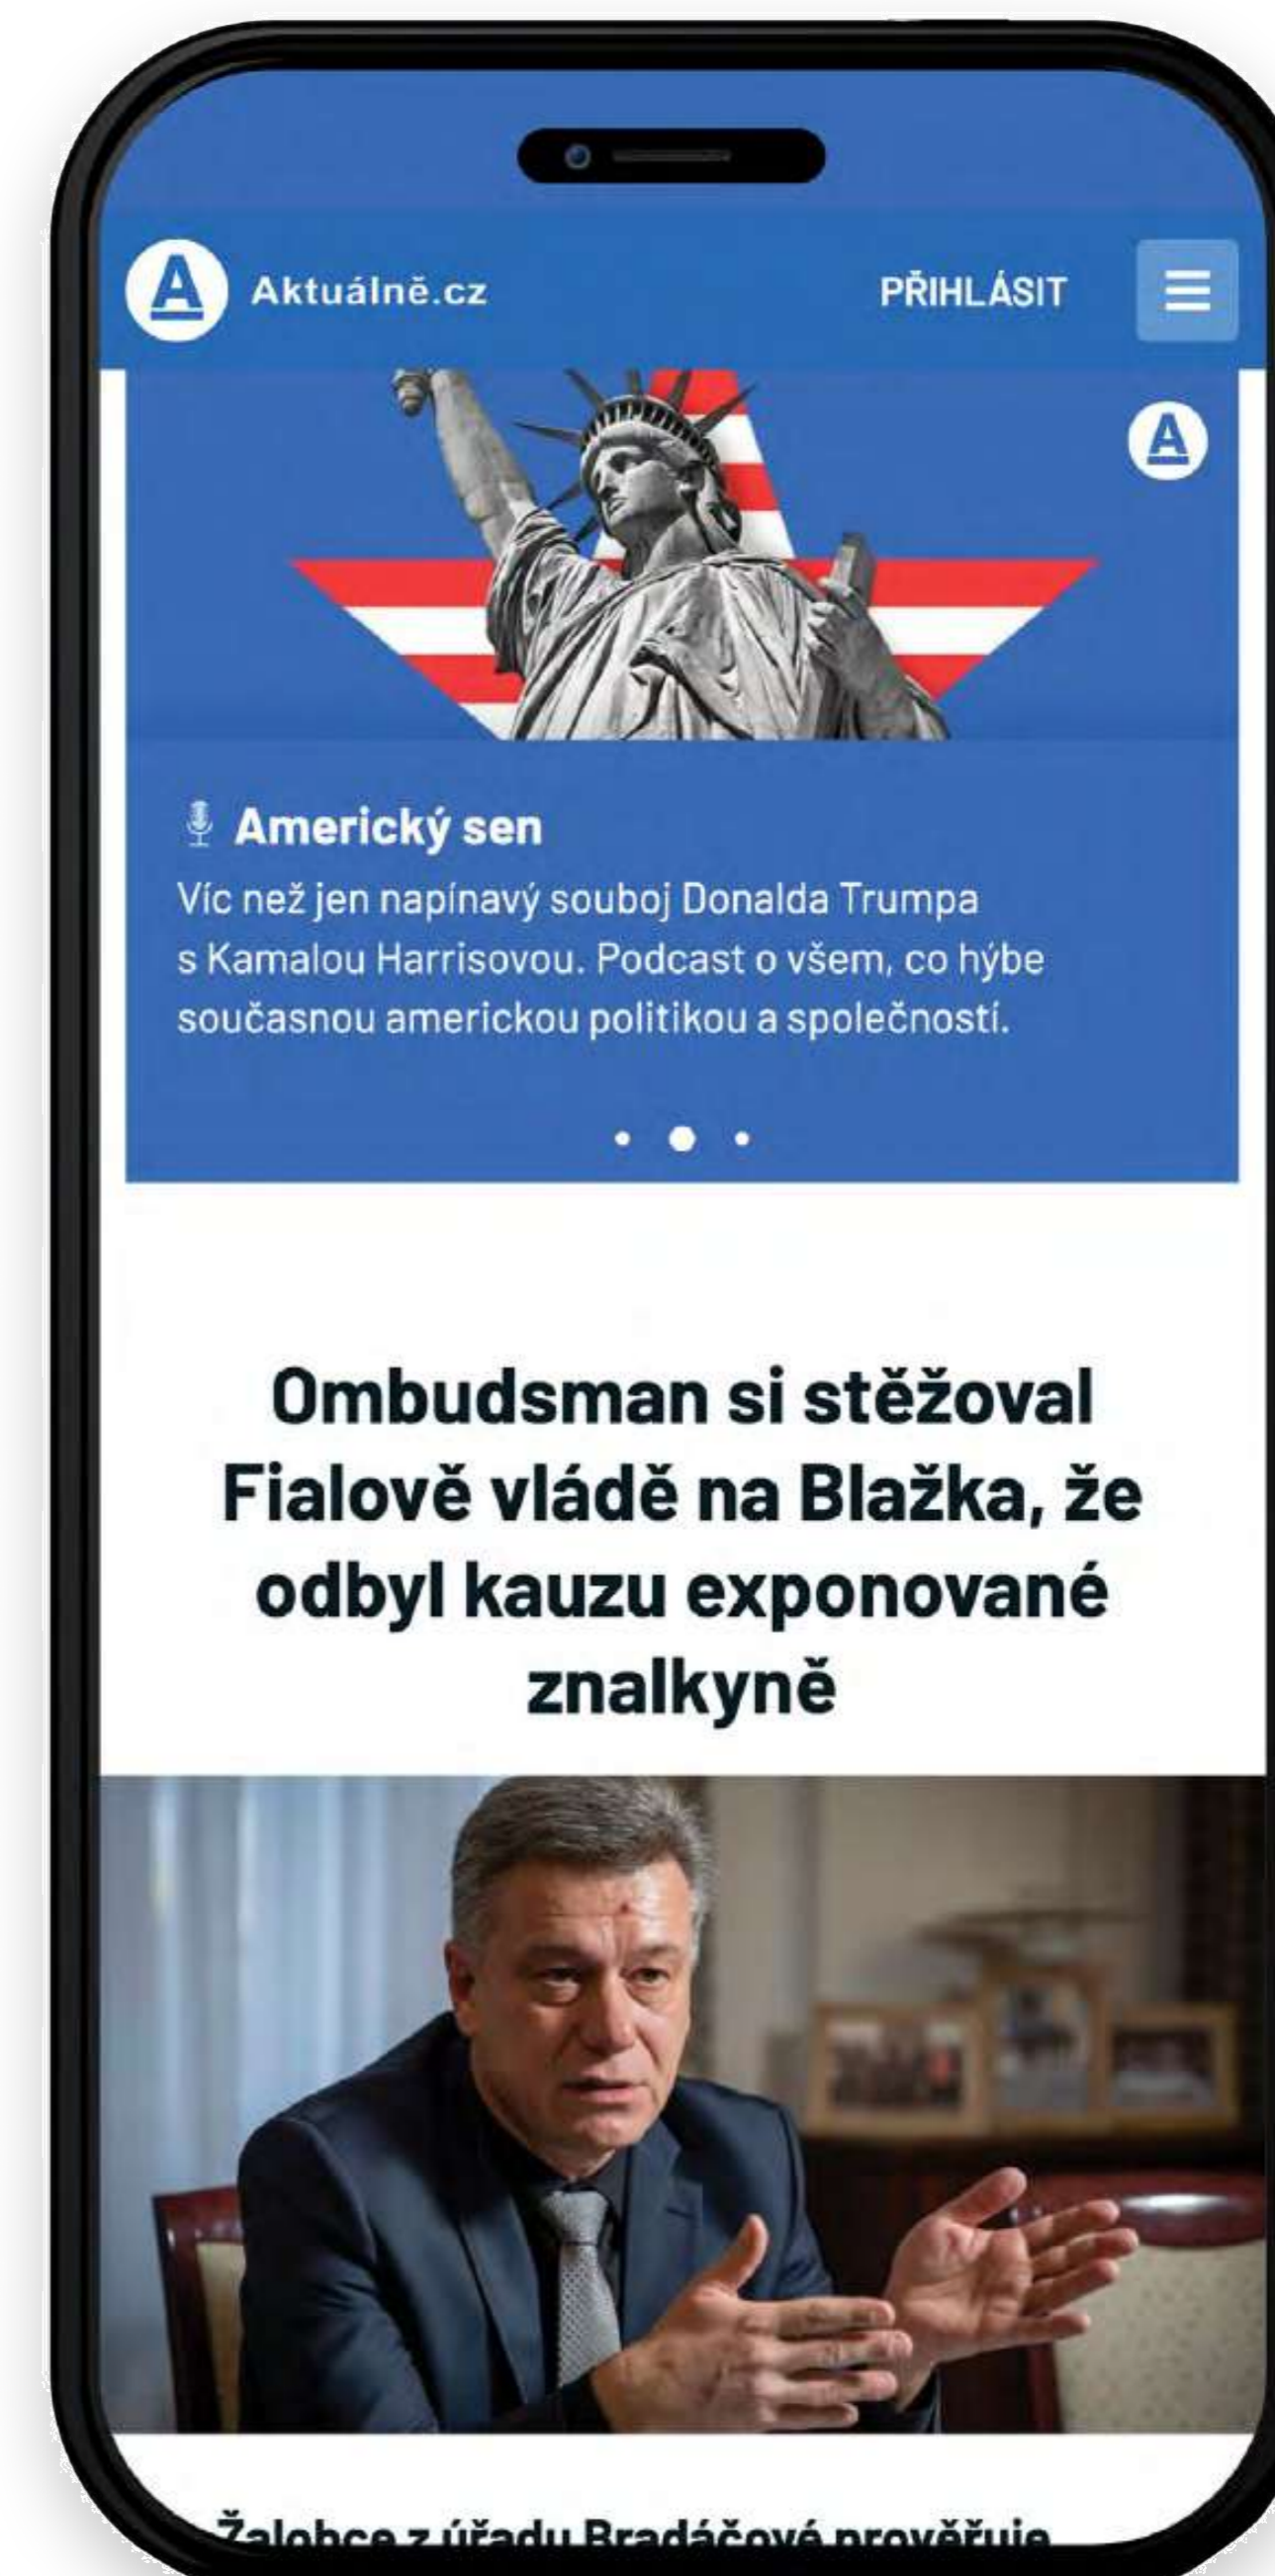 A Aktuálně.cz PŘIHLÁSIT
A
Americký sen
Víc než jen napínavý souboj Donalda Trumpa
s Kamalou Harrisovou. Podcast o všem, co hýbe
současnou americkou politikou a společností.
Ombudsman si stěžoval
Fialově vládě na Blažka, že
odbyl kauzu exponované
znalkyně
Žalobce z úřadu Bradáčové prověřuje